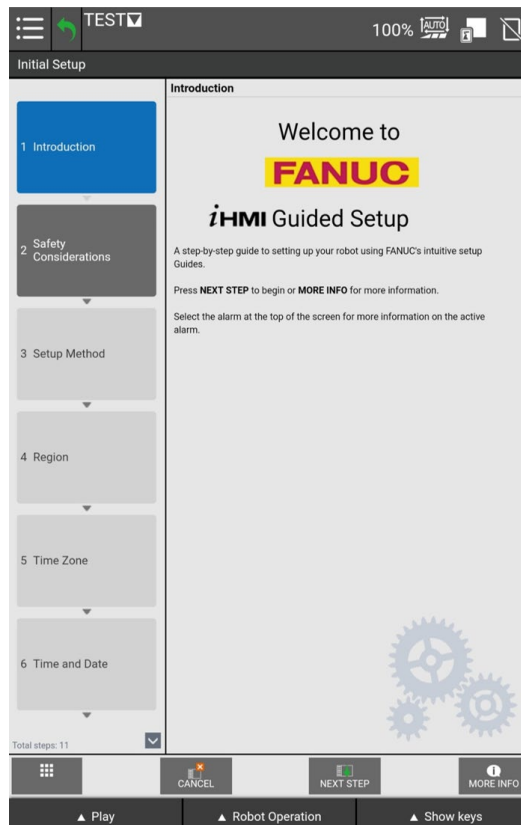 TEST
100%
AUTO
Initial Setup
Introduction
1 Introduction
2 Safety
Considerations
3 Setup Method
4 Region
5 Time Zone
6 Time and Date
Total steps: 11
Welcome to
FANUC
iHMI Guided Setup
A step-by-step guide to setting up your robot using FANUC's intuitive setup
Guides.
Press NEXT STEP to begin or MORE INFO for more information.
Select the alarm at the top of the screen for more information on the active
alarm.
CANCEL
NEXT STEP
MORE INFO
▲ Play
▲ Robot Operation
▲ Show keys